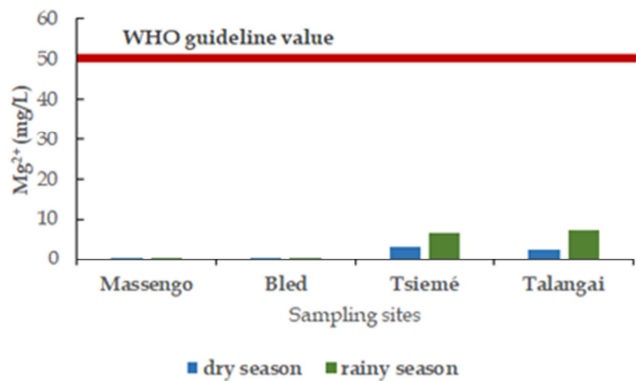 60
WHO guideline value
50
40
30
20
10
0
Mg²⁺ (mg/L)
Massengo Bled Tsiemé Talangai
Sampling sites
dry season rainy season